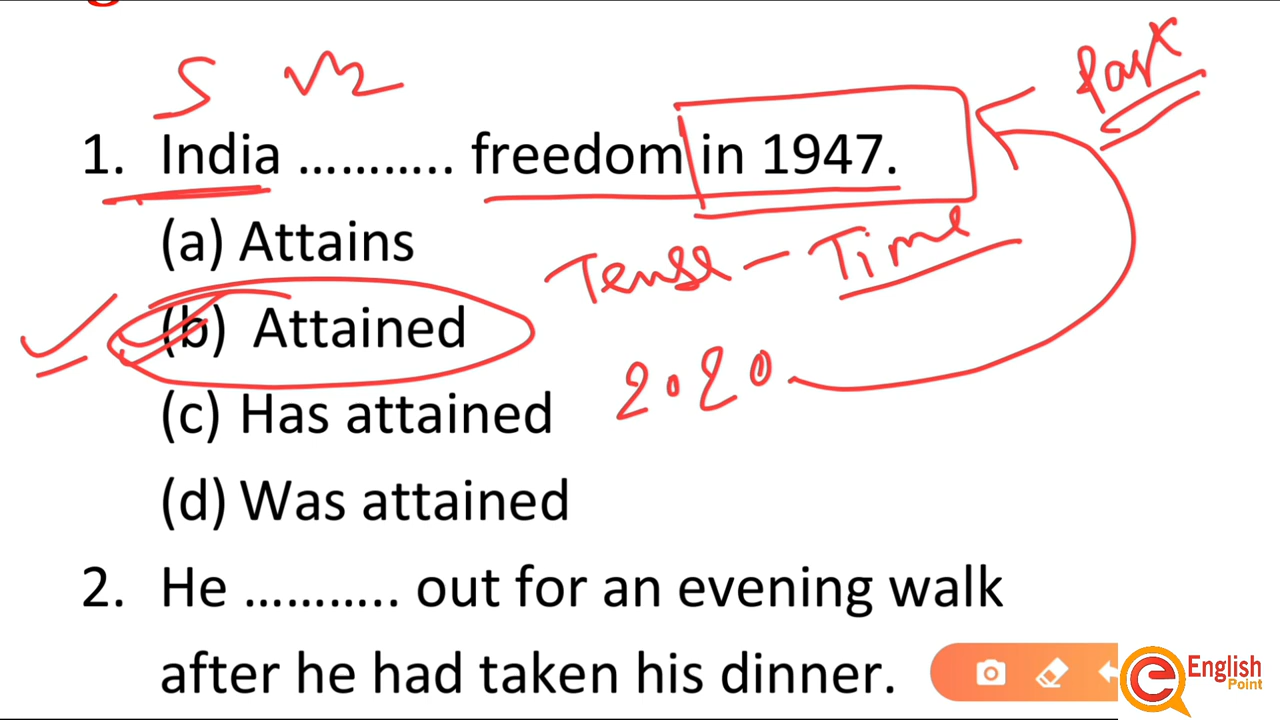 S V2
Past
1. India ……….. freedom in 1947.
(a) Attains
Tense - Time
(b) Attained
2020
(c) Has attained
(d) Was attained
2. He ……….. out for an evening walk
after he had taken his dinner.
e English
Point